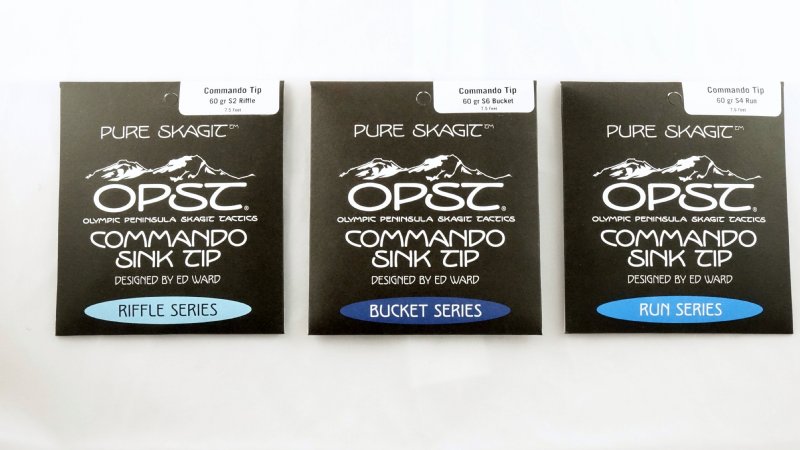 Commando Tip
60 gr S2 Riffle
7.5 Feet
PURE SKAGIT™
OPST®
OLYMPIC PENINSULA SKAGIT TACTICS
COMMANDO
SINK TIP
DESIGNED BY ED WARD
RIFFLE SERIES
Commando Tip
60 gr S6 Bucket
7.5 Feet
PURE SKAGIT™
OPST®
OLYMPIC PENINSULA SKAGIT TACTICS
COMMANDO
SINK TIP
DESIGNED BY ED WARD
BUCKET SERIES
Commando Tip
60 gr S4 Run
7.5 Feet
PURE SKAGIT™
OPST®
OLYMPIC PENINSULA SKAGIT TACTICS
COMMANDO
SINK TIP
DESIGNED BY ED WARD
RUN SERIES